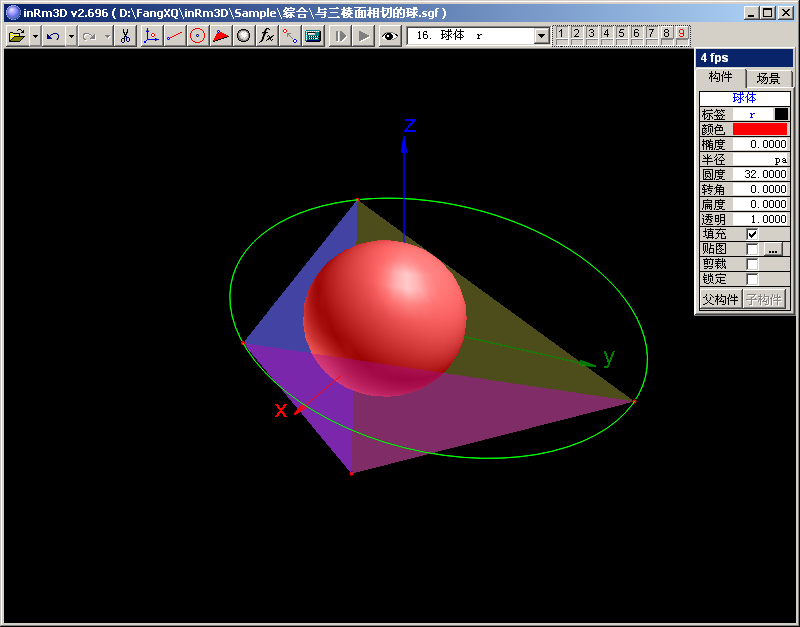 inRm3D v2.696 ( D:\FangXQ\inRm3D\Sample\綜合\与三棱面相切的球.sgf )
fx
16. 球体 r
1 2 3 4 5 6 7 8 9
4 fps
构件 场景
球体
标签 r
颜色
椭度 0.0000
半径 pa
圆度 32.0000
转角 0.0000
扁度 0.0000
透明 1.0000
填充
贴图 ...
剪裁
锁定
父构件 子构件
z
y
x